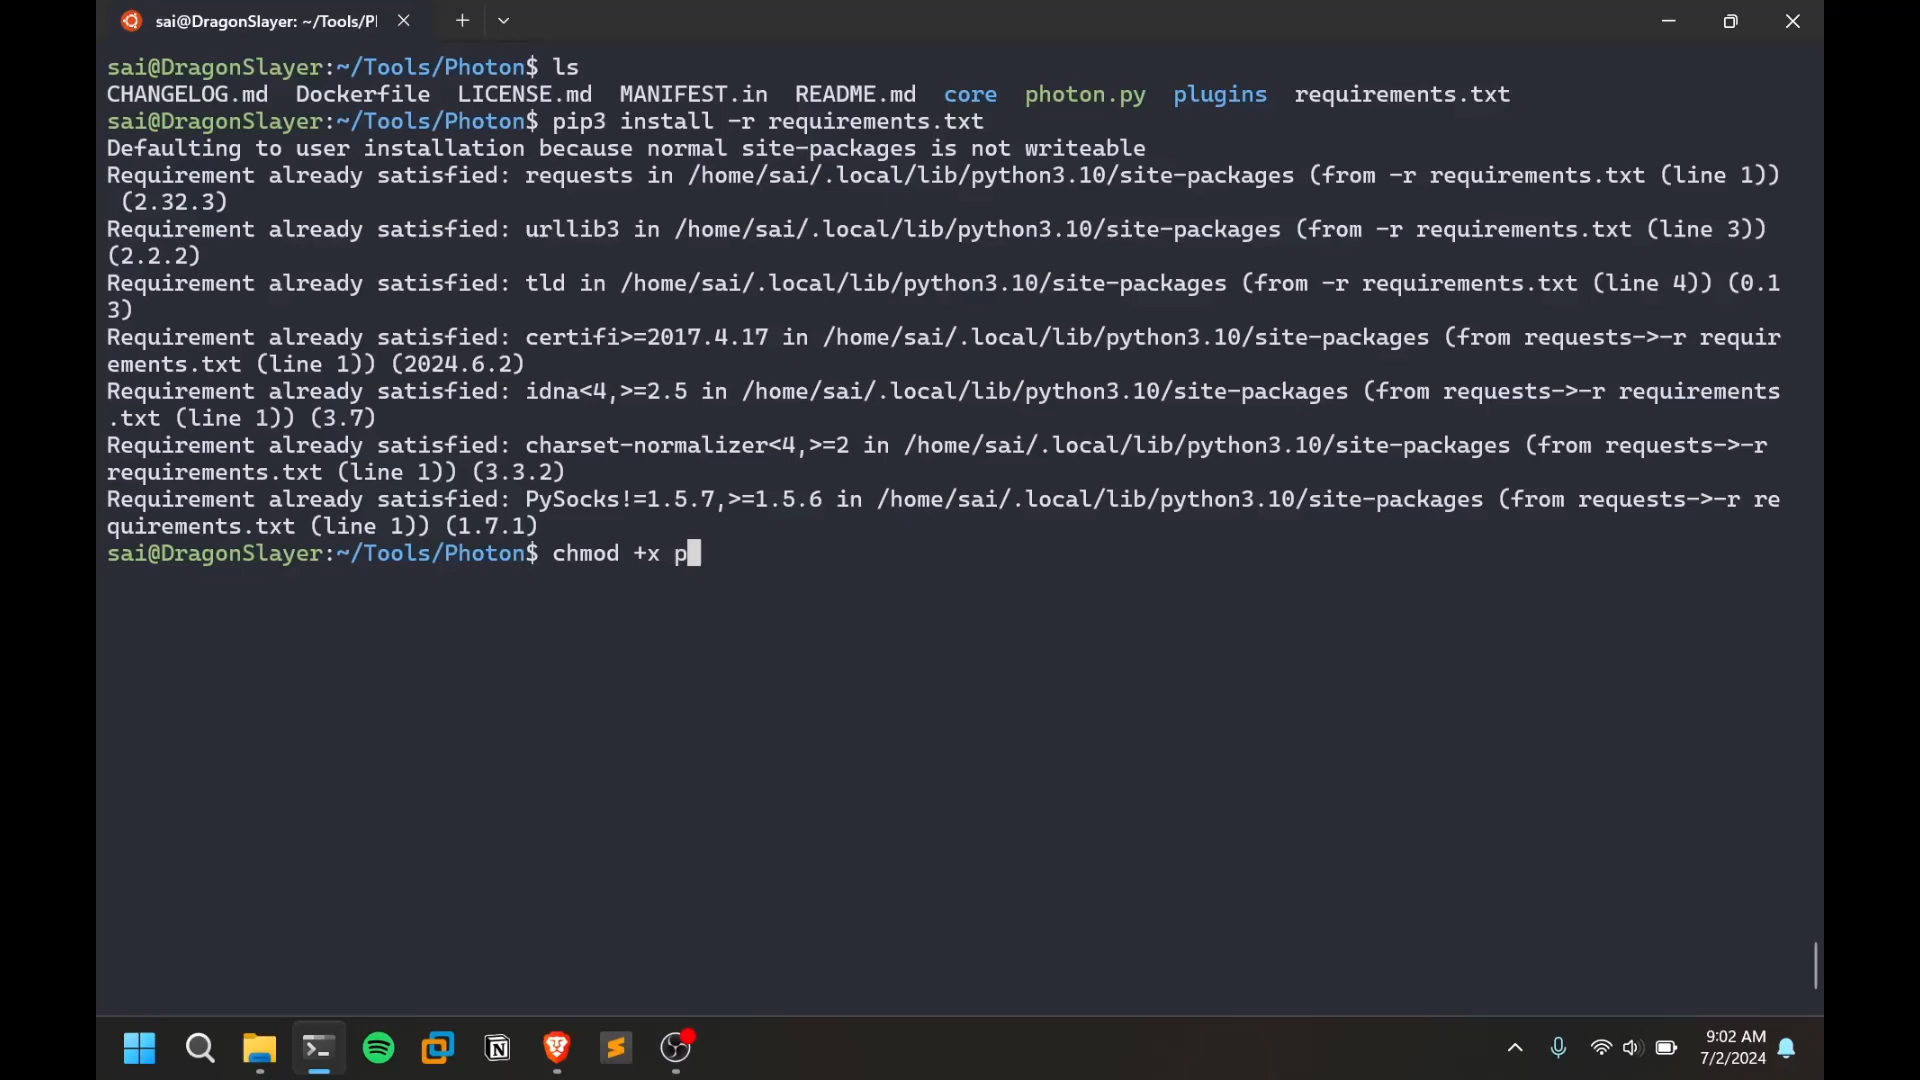 sai@DragonSlayer: ~/Tools/Pl
sai@DragonSlayer:~/Tools/Photon$ ls
CHANGELOG.md  Dockerfile  LICENSE.md  MANIFEST.in  README.md  core  photon.py  plugins  requirements.txt
sai@DragonSlayer:~/Tools/Photon$ pip3 install -r requirements.txt
Defaulting to user installation because normal site-packages is not writeable
Requirement already satisfied: requests in /home/sai/.local/lib/python3.10/site-packages (from -r requirements.txt (line 1))
 (2.32.3)
Requirement already satisfied: urllib3 in /home/sai/.local/lib/python3.10/site-packages (from -r requirements.txt (line 3))
(2.2.2)
Requirement already satisfied: tld in /home/sai/.local/lib/python3.10/site-packages (from -r requirements.txt (line 4)) (0.1
3)
Requirement already satisfied: certifi>=2017.4.17 in /home/sai/.local/lib/python3.10/site-packages (from requests->-r requir
ements.txt (line 1)) (2024.6.2)
Requirement already satisfied: idna<4,>=2.5 in /home/sai/.local/lib/python3.10/site-packages (from requests->-r requirements
.txt (line 1)) (3.7)
Requirement already satisfied: charset-normalizer<4,>=2 in /home/sai/.local/lib/python3.10/site-packages (from requests->-r
requirements.txt (line 1)) (3.3.2)
Requirement already satisfied: PySocks!=1.5.7,>=1.5.6 in /home/sai/.local/lib/python3.10/site-packages (from requests->-r re
quirements.txt (line 1)) (1.7.1)
sai@DragonSlayer:~/Tools/Photon$ chmod +x p
9:02 AM
7/2/2024